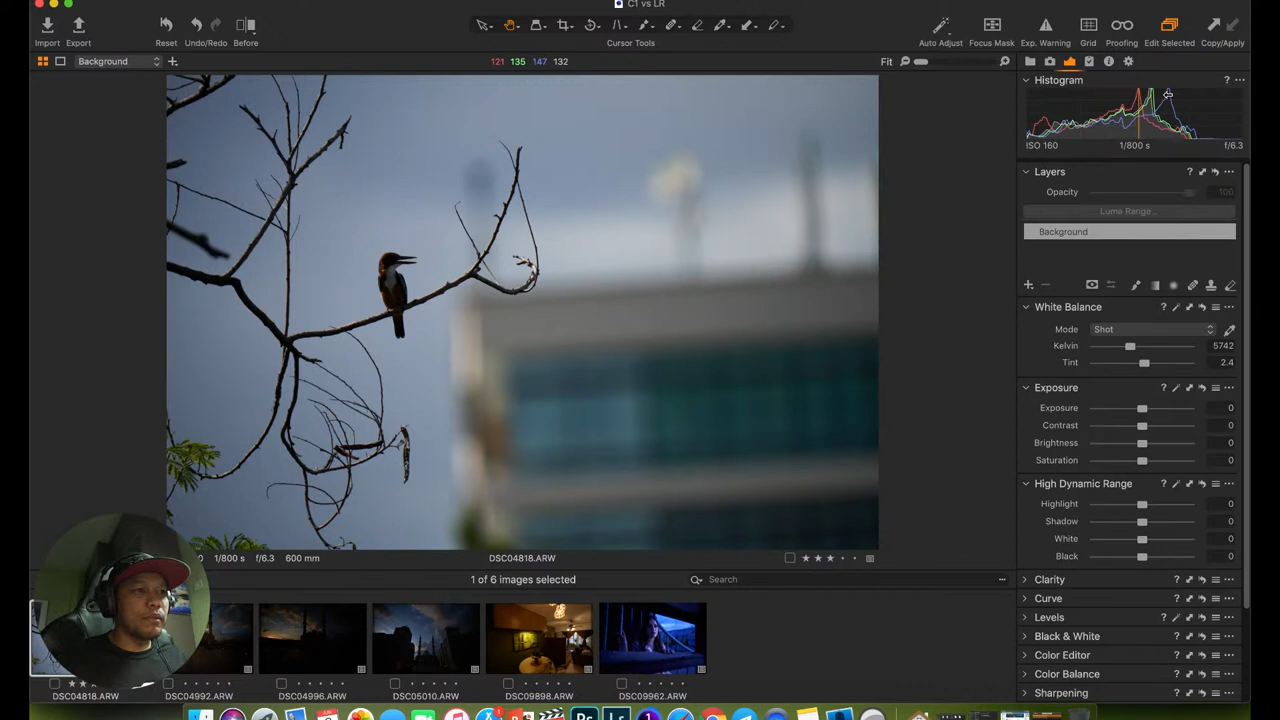 C1 vs LR
Import Export Reset Undo/Redo Before Cursor Tools Auto Adjust Focus Mask Exp. Warning Grid Proofing Edit Selected Copy/Apply
Background 121 135 147 132 Fit
Histogram ?
ISO 160 1/800 s f/6.3
Layers ?
Opacity 100
Luma Range...
Background
White Balance ?
Mode Shot
Kelvin 5742
Tint 2.4
Exposure ?
Exposure 0
Contrast 0
Brightness 0
Saturation 0
High Dynamic Range ?
Highlight 0
Shadow 0
White 0
Black 0
0 1/800 s f/6.3 600 mm DSC04818.ARW
1 of 6 images selected Search
Clarity ?
Curve ?
Levels ?
Black & White ?
Color Editor ?
Color Balance ?
Sharpening ?
DSC04818.ARW DSC04992.ARW DSC04996.ARW DSC05010.ARW DSC09898.ARW DSC09962.ARW
Ps Lr